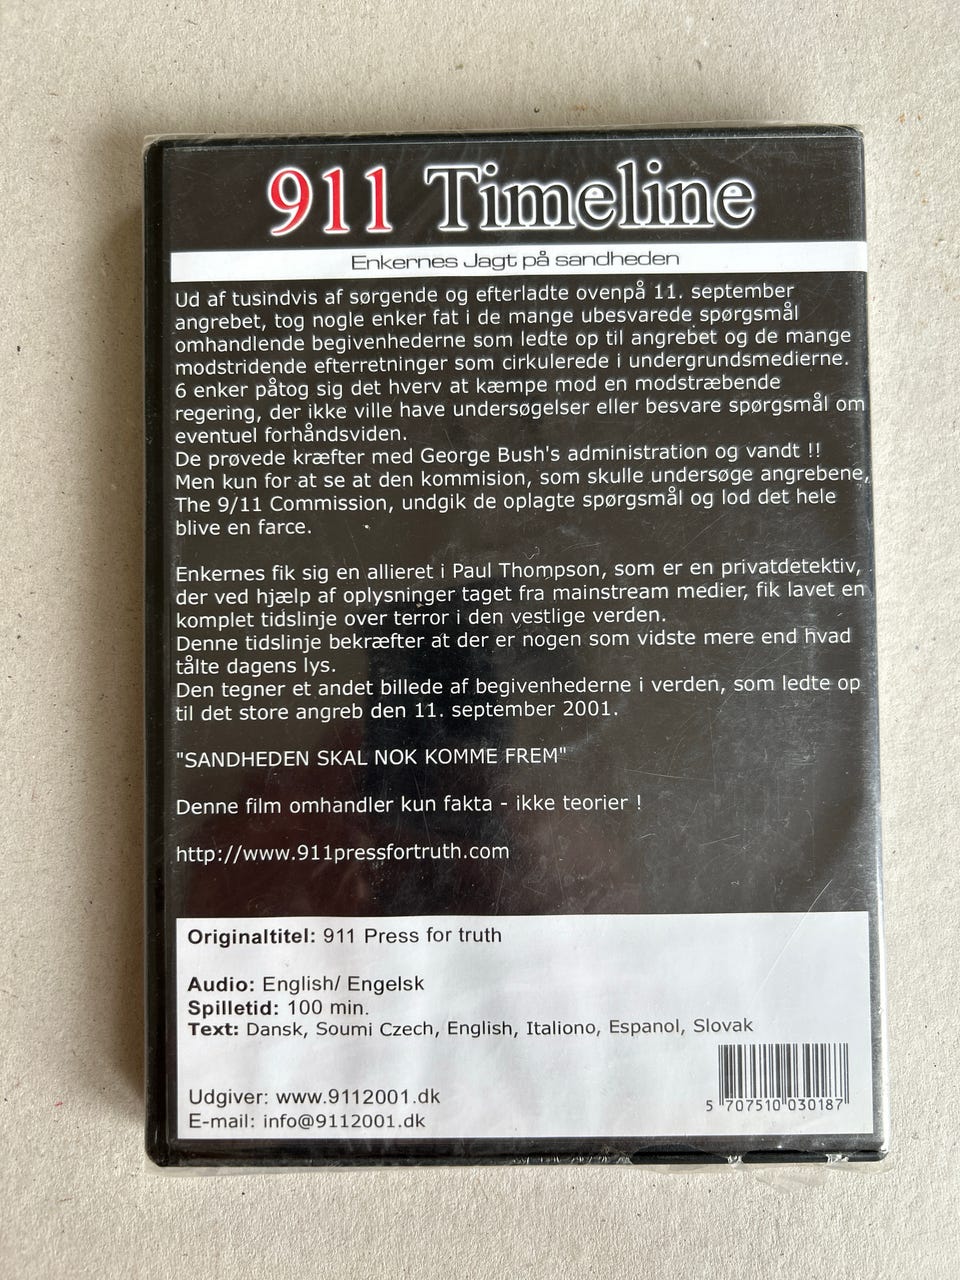 911 Timeline
Enkernes Jagt på sandheden
Ud af tusindvis af sørgende og efterladte ovenpå 11. september
angrebet, tog nogle enker fat i de mange ubesvarede spørgsmål
omhandlende begivenhederne som ledte op til angrebet og de mange
modstridende efterretninger som cirkulerede i undergrundsmedierne.
6 enker påtog sig det hverv at kæmpe mod en modstræbende
regering, der ikke ville have undersøgelser eller besvare spørgsmål om
eventuel forhåndsviden.
De prøvede kræfter med George Bush's administration og vandt !!
Men kun for at se at den kommision, som skulle undersøge angrebene,
The 9/11 Commission, undgik de oplagte spørgsmål og lod det hele
blive en farce.
Enkernes fik sig en allieret i Paul Thompson, som er en privatdetektiv,
der ved hjælp af oplysninger taget fra mainstream medier, fik lavet en
komplet tidslinje over terror i den vestlige verden.
Denne tidslinje bekræfter at der er nogen som vidste mere end hvad
tålte dagens lys.
Den tegner et andet billede af begivenhederne i verden, som ledte op
til det store angreb den 11. september 2001.
"SANDHEDEN SKAL NOK KOMME FREM"
Denne film omhandler kun fakta - ikke teorier !
http://www.911pressfortruth.com
Originaltitel: 911 Press for truth
Audio: English/ Engelsk
Spilletid: 100 min.
Text: Dansk, Soumi Czech, English, Italiono, Espanol, Slovak
Udgiver: www.9112001.dk
E-mail: info@9112001.dk
5 707510 030187